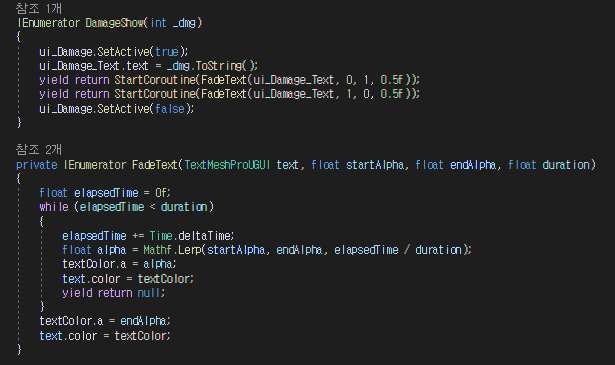 참조 1개
IEnumerator DamageShow(int _dmg)
{
ui_Damage.SetActive(true);
ui_Damage_Text.text = _dmg.ToString();
yield return StartCoroutine(FadeText(ui_Damage_Text, 0, 1, 0.5f));
yield return StartCoroutine(FadeText(ui_Damage_Text, 1, 0, 0.5f));
ui_Damage.SetActive(false);
}
참조 2개
private IEnumerator FadeText(TextMeshProUGUI text, float startAlpha, float endAlpha, float duration)
{
float elapsedTime = 0f;
while (elapsedTime < duration)
{
elapsedTime += Time.deltaTime;
float alpha = Mathf.Lerp(startAlpha, endAlpha, elapsedTime / duration);
textColor.a = alpha;
text.color = textColor;
yield return null;
}
textColor.a = endAlpha;
text.color = textColor;
}